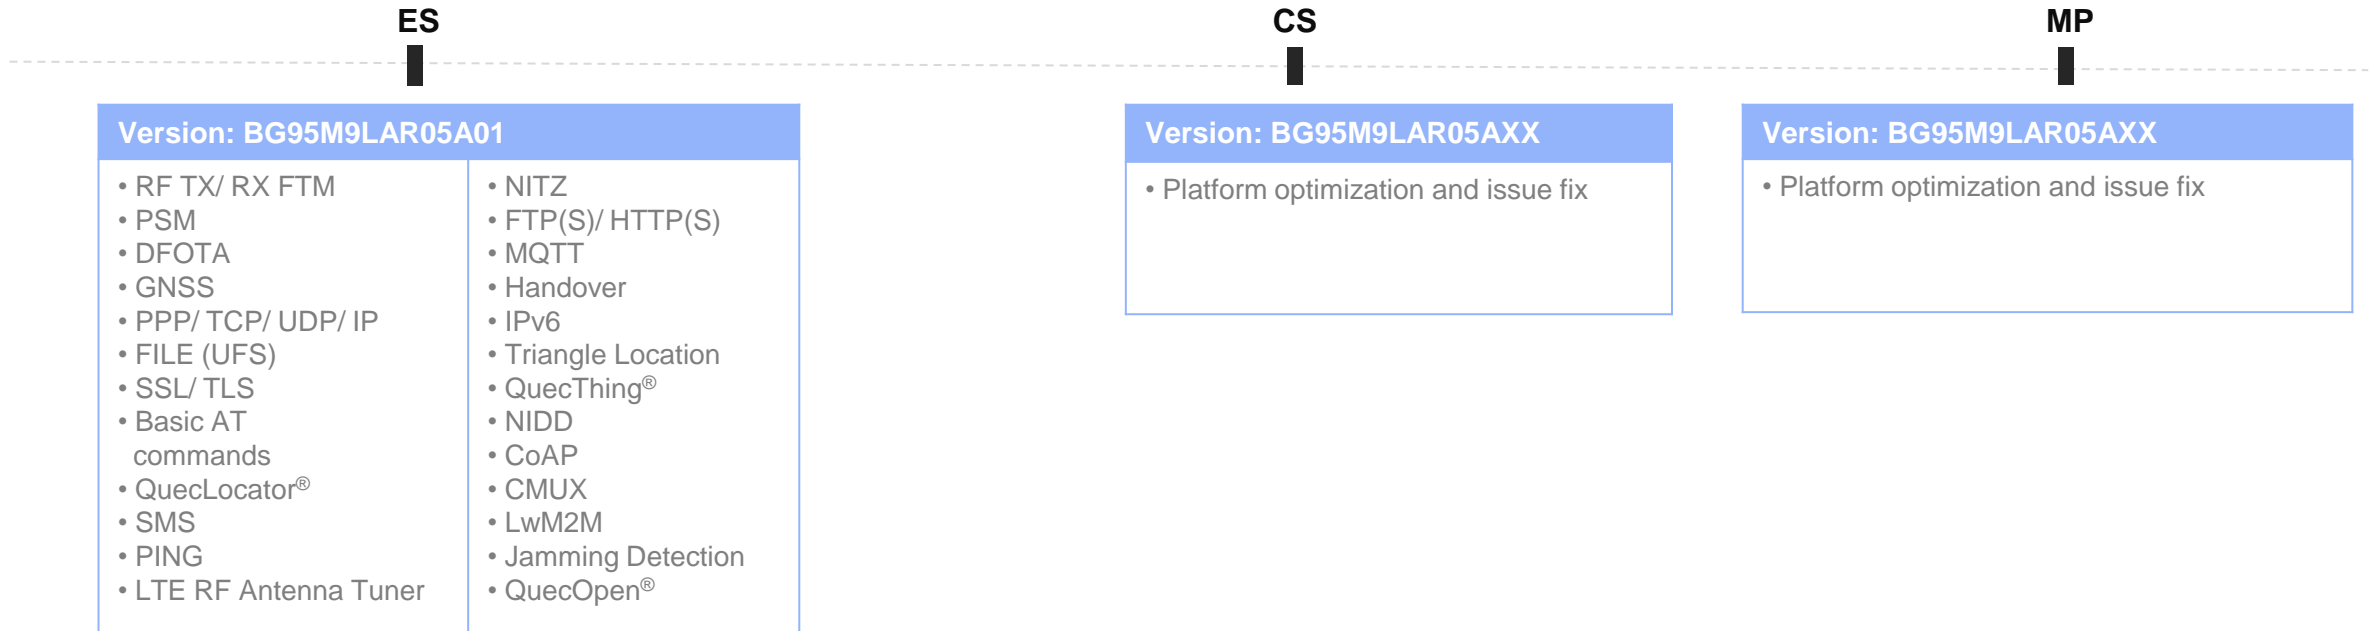 ES
CS
MP
Version: BG95M9LAR05A01
• RF TX/ RX FTM
• PSM
• DFOTA
• GNSS
• PPP/ TCP/ UDP/ IP
• FILE (UFS)
• SSL/ TLS
• Basic AT
commands
• QuecLocator®
• SMS
• PING
• LTE RF Antenna Tuner
• NITZ
• FTP(S)/ HTTP(S)
• MQTT
• Handover
• IPv6
• Triangle Location
• QuecThing®
• NIDD
• CoAP
• CMUX
• LwM2M
• Jamming Detection
• QuecOpen®
Version: BG95M9LAR05AXX
• Platform optimization and issue fix
Version: BG95M9LAR05AXX
• Platform optimization and issue fix